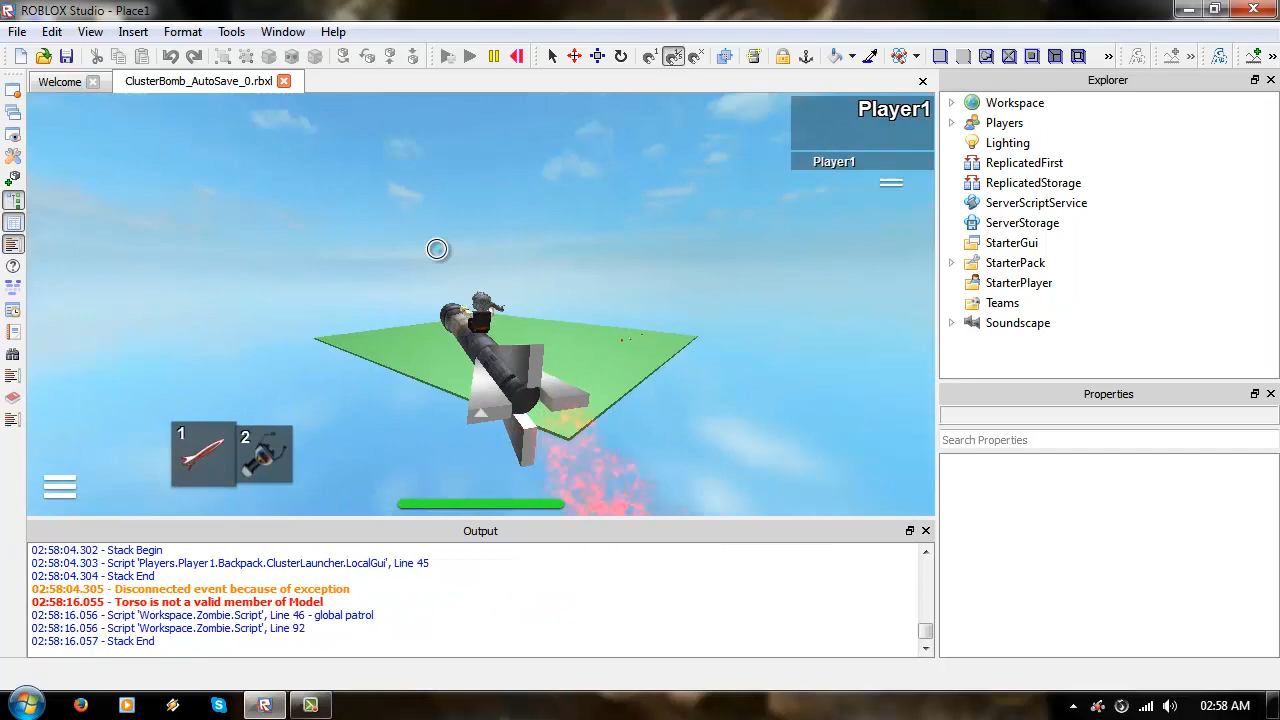 ROBLOX Studio - Place1
File Edit View Insert Format Tools Window Help
Welcome
ClusterBomb_AutoSave_0.rbxl
Player1
Player1
1
2
Explorer
Workspace
Players
Lighting
ReplicatedFirst
ReplicatedStorage
ServerScriptService
ServerStorage
StarterGui
StarterPack
StarterPlayer
Teams
Soundscape
Properties
Search Properties
Output
02:58:04.302 - Stack Begin
02:58:04.303 - Script 'Players.Player1.Backpack.ClusterLauncher.LocalGui', Line 45
02:58:04.304 - Stack End
02:58:04.305 - Disconnected event because of exception
02:58:16.055 - Torso is not a valid member of Model
02:58:16.056 - Script 'Workspace.Zombie.Script', Line 46 - global patrol
02:58:16.056 - Script 'Workspace.Zombie.Script', Line 92
02:58:16.057 - Stack End
02:58 AM